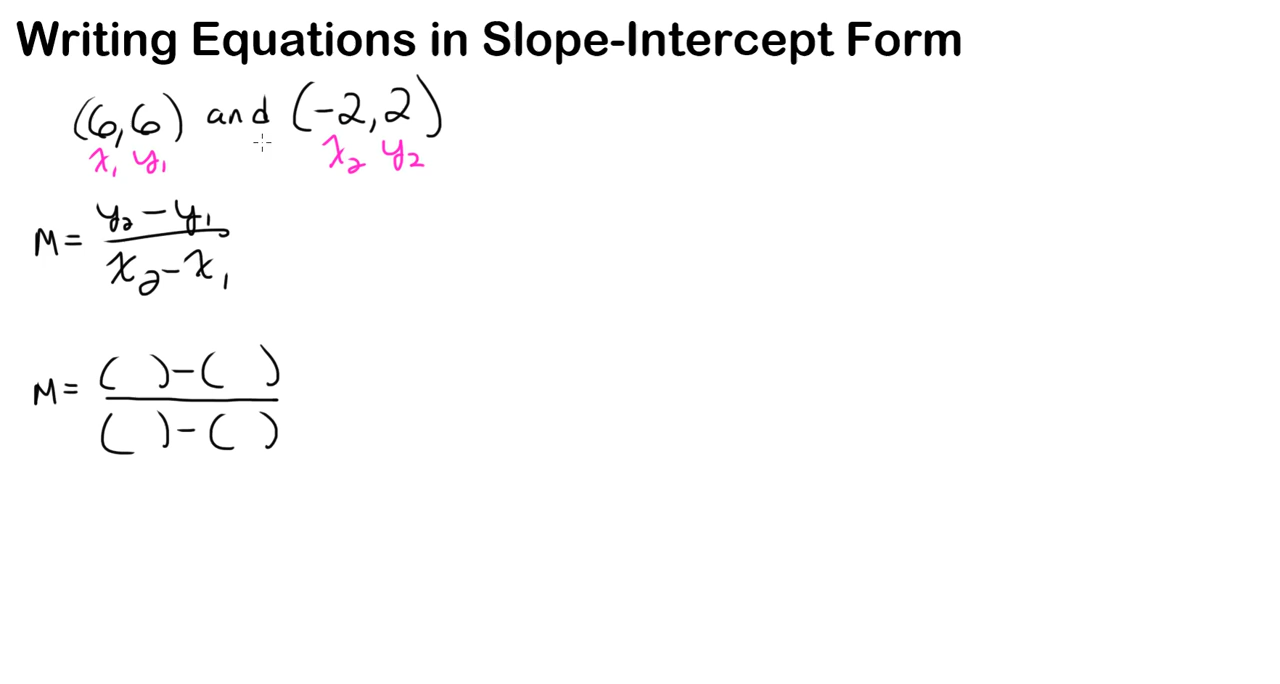 Writing Equations in Slope-Intercept Form
(6,6) and (-2,2)
x₁ y₁ x₂ y₂
M = y₂ - y₁
x₂ - x₁
M = ( ) - ( )
( ) - ( )